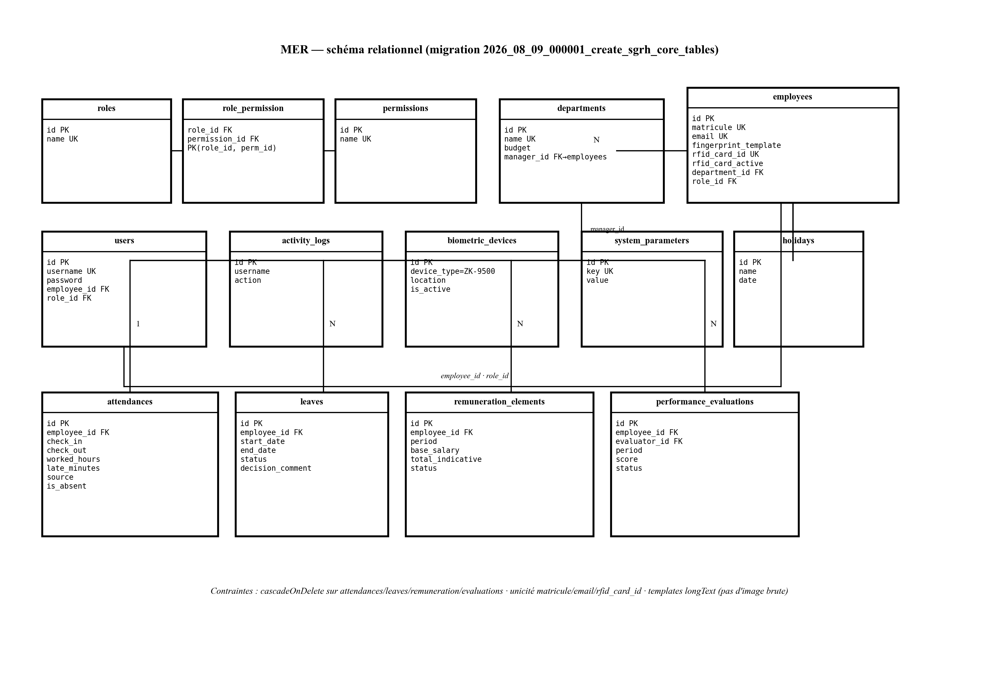 MER — schéma relationnel (migration 2026_08_09_000001_create_sgrh_core_tables)
roles
id PK
name UK
role_permission
role_id FK
permission_id FK
PK(role_id, perm_id)
permissions
id PK
name UK
departments
id PK
name UK
budget
manager_id FK→employees
N
employees
id PK
matricule UK
email UK
fingerprint_template
rfid_card_id UK
rfid_card_active
department_id FK
role_id FK
manager_id
users
id PK
username UK
password
employee_id FK
role_id FK
1
activity_logs
id PK
username
action
N
biometric_devices
id PK
device_type=ZK-9500
location
is_active
N
system_parameters
id PK
key UK
value
N
holidays
id PK
name
date
employee_id · role_id
attendances
id PK
employee_id FK
check_in
check_out
worked_hours
late_minutes
source
is_absent
leaves
id PK
employee_id FK
start_date
end_date
status
decision_comment
remuneration_elements
id PK
employee_id FK
period
base_salary
total_indicative
status
performance_evaluations
id PK
employee_id FK
evaluator_id FK
period
score
status
Contraintes : cascadeOnDelete sur attendances/leaves/remuneration/evaluations · unicité matricule/email/rfid_card_id · templates longText (pas d'image brute)